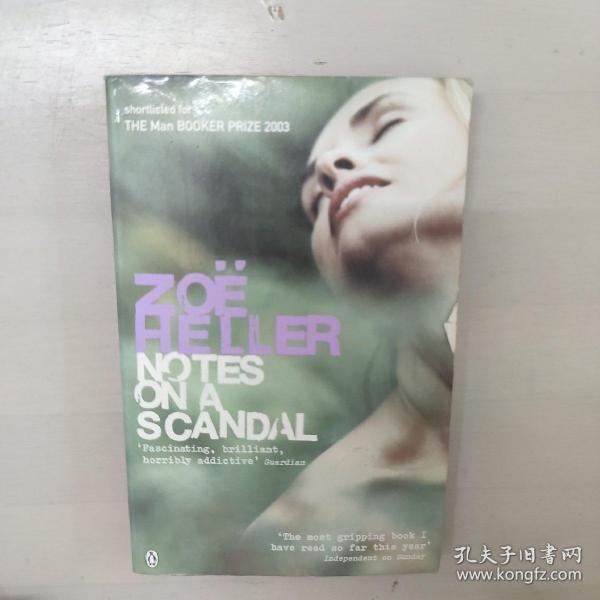 shortlisted for
THE Man BOOKER PRIZE 2003
ZOË
HELLER
NOTES
ON A
SCANDAL
‘Fascinating, brilliant,
horribly addictive’ Guardian
‘The most gripping book I
have read so far this year’
Independent on Sunday
孔夫子旧书网
www.kongfz.com